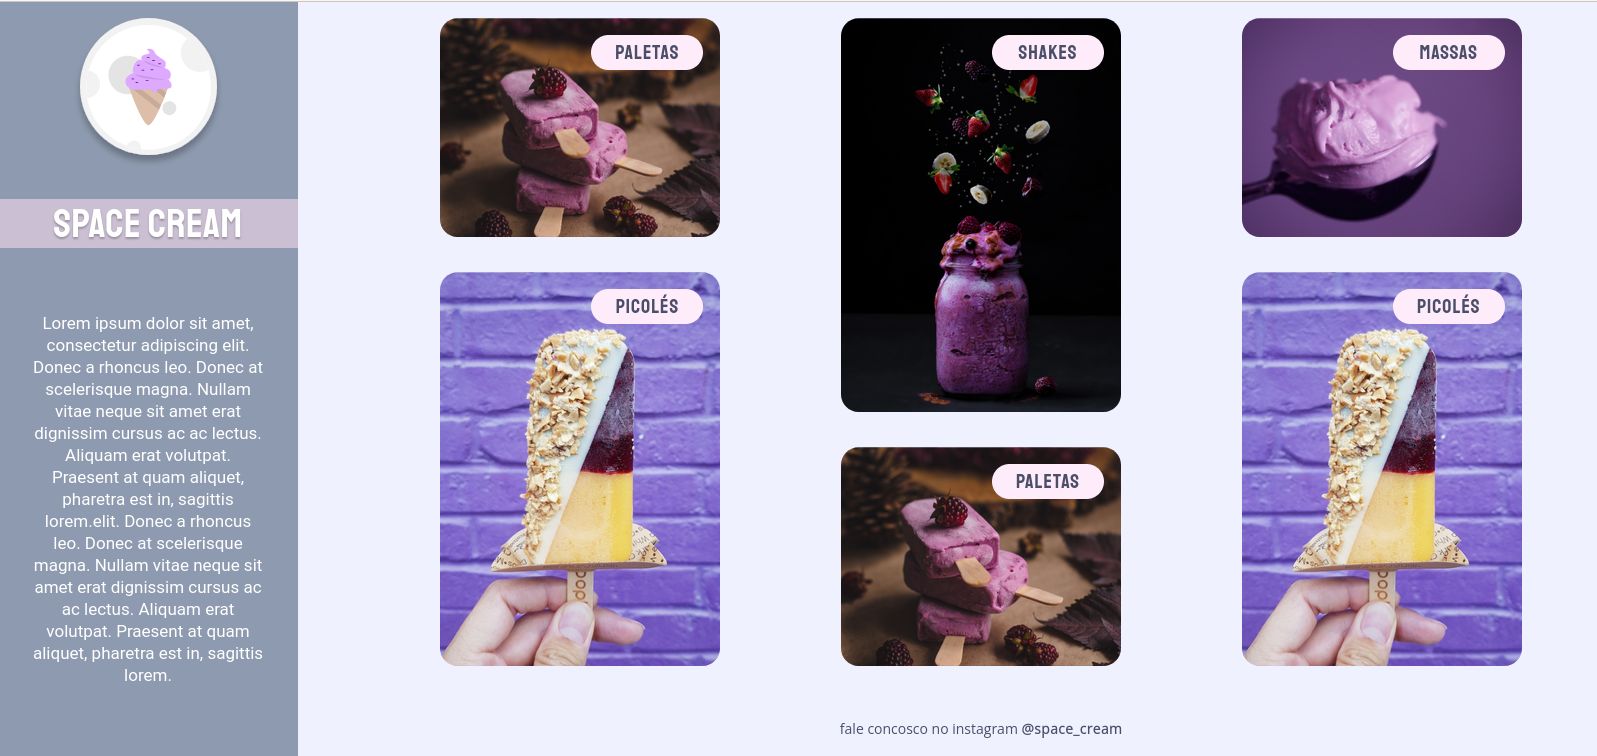 SPACE CREAM
Lorem ipsum dolor sit amet,
consectetur adipiscing elit.
Donec a rhoncus leo. Donec at
scelerisque magna. Nullam
vitae neque sit amet erat
dignissim cursus ac ac lectus.
Aliquam erat volutpat.
Praesent at quam aliquet,
pharetra est in, sagittis
lorem.elit. Donec a rhoncus
leo. Donec at scelerisque
magna. Nullam vitae neque sit
amet erat dignissim cursus ac
ac lectus. Aliquam erat
volutpat. Praesent at quam
aliquet, pharetra est in, sagittis
lorem.
PALETAS
SHAKES
MASSAS
PICOLÉS
PICOLÉS
PALETAS
fale concosco no instagram @space_cream